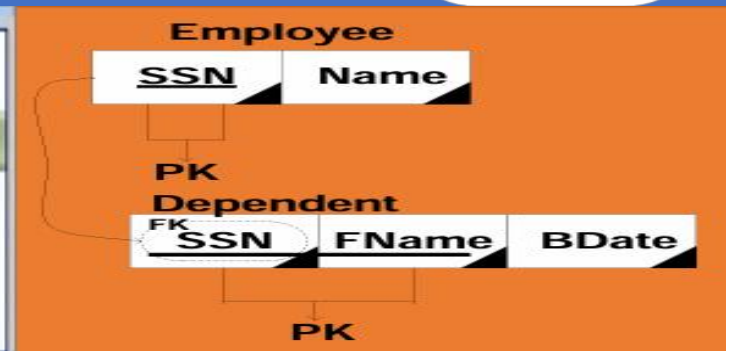 Employee
SSN Name
PK
Dependent
FK
SSN FName BDate
PK